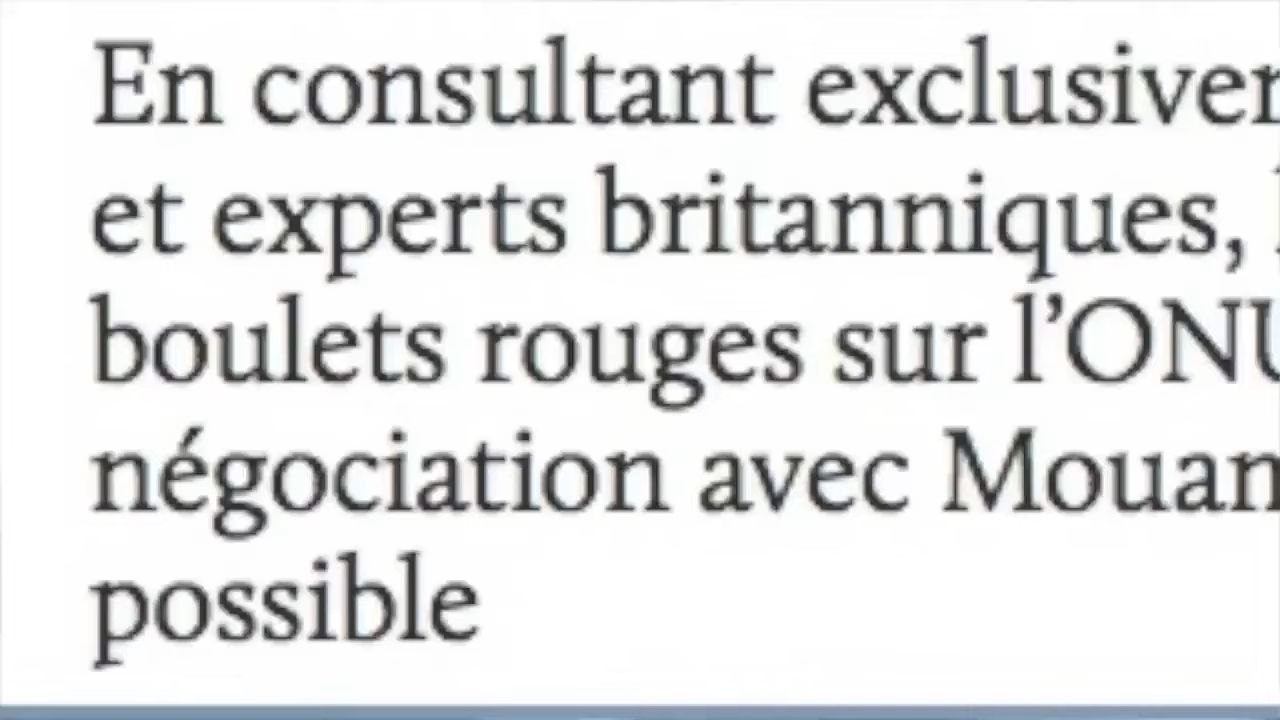 En consultant exclusiver
et experts britanniques,
boulets rouges sur l’ONU
négociation avec Mouan
possible